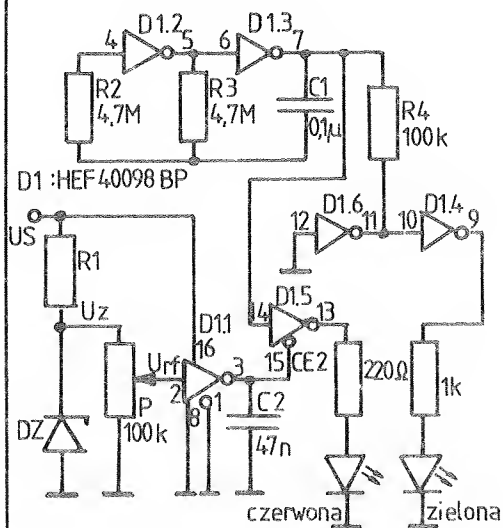 D1.2 D1.3
4 5 6 7
R2
4,7M
R3
4,7M
C1
0,1µ
R4
100k
D1 :HEF 40098 BP
D1.6 D1.4
12 11 10 9
US
R1
Uz
D1.5
14 13
15 CE2
D1.1
16
Urf
2 3
8 1
DZ
P
100k
C2
47n
220Ω
1k
czerwona zielona